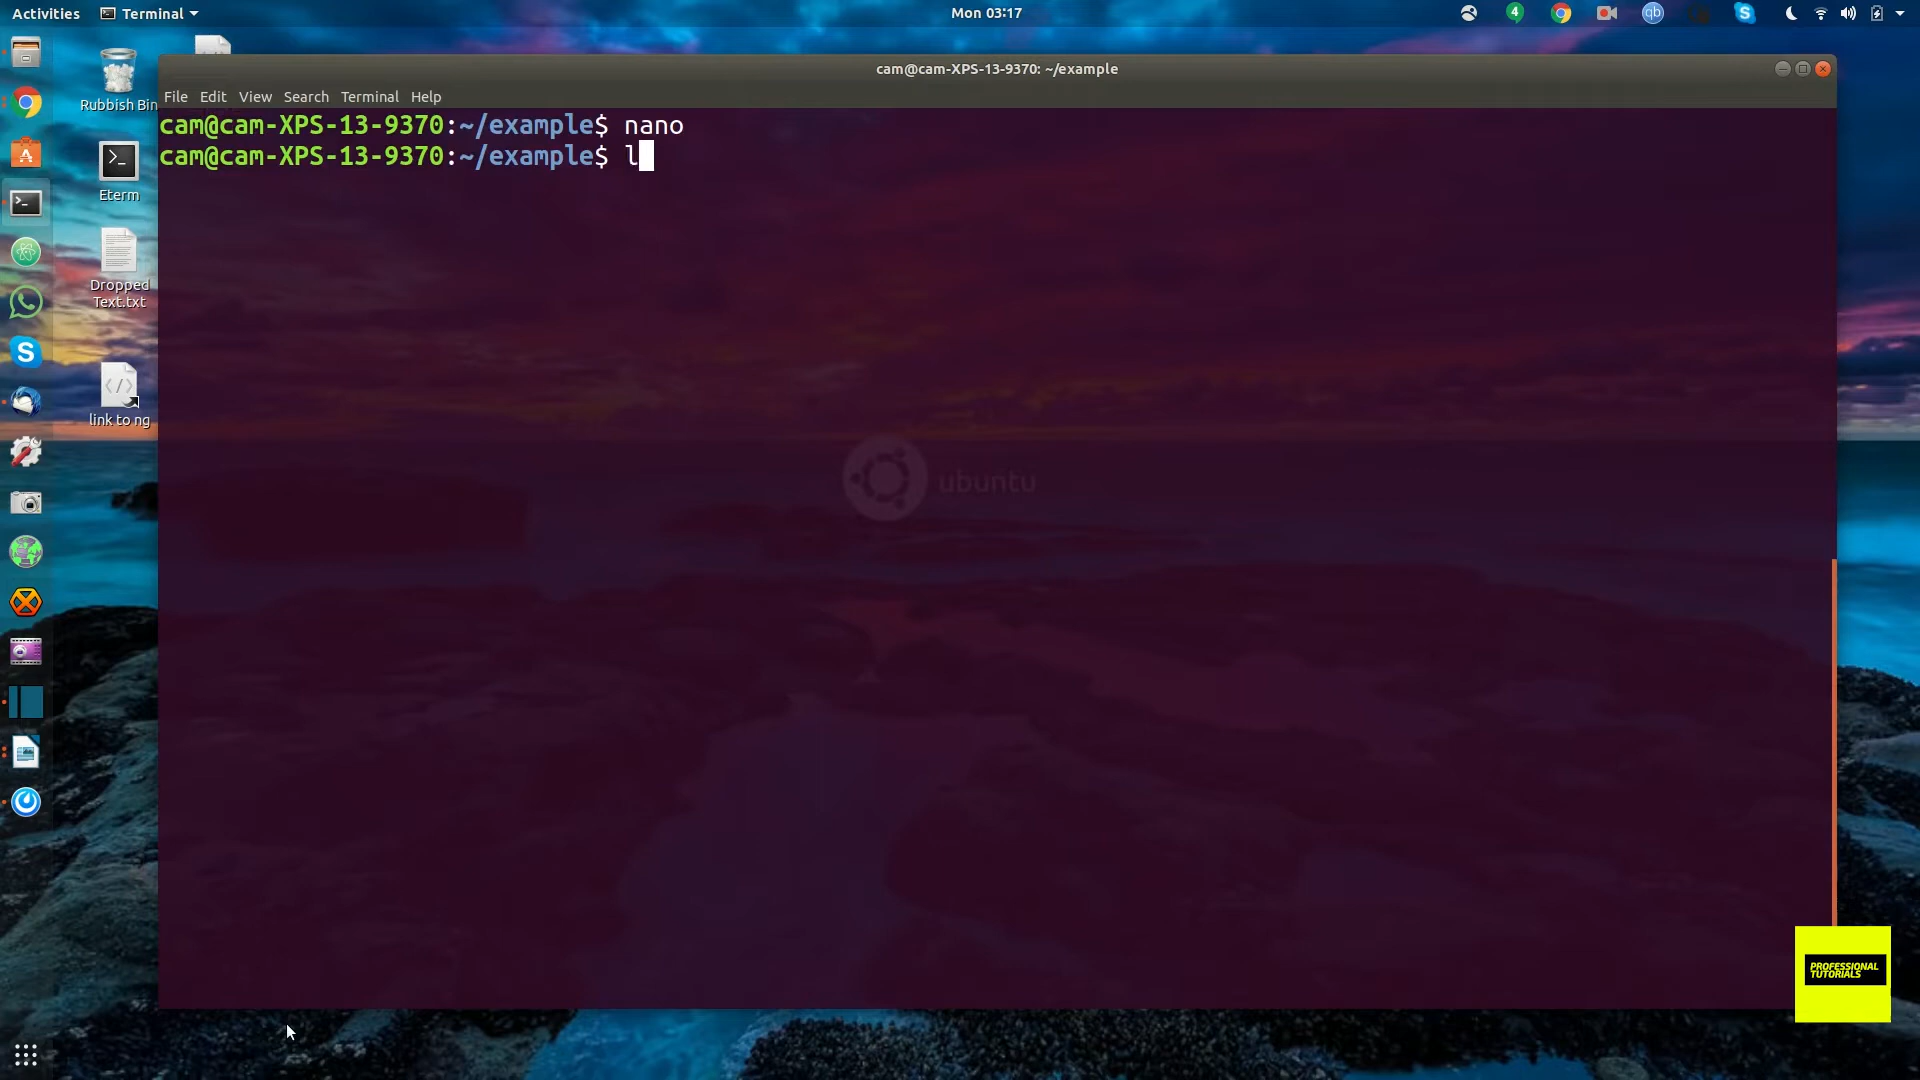 Activities
Terminal
Mon 03:17
4
qb
S
Rubbish Bin
Eterm
Dropped
Text.txt
link to ng
cam@cam-XPS-13-9370: ~/example
File Edit View Search Terminal Help
cam@cam-XPS-13-9370:~/example$ nano
cam@cam-XPS-13-9370:~/example$ l
ubuntu
PROFESSIONAL
TUTORIALS